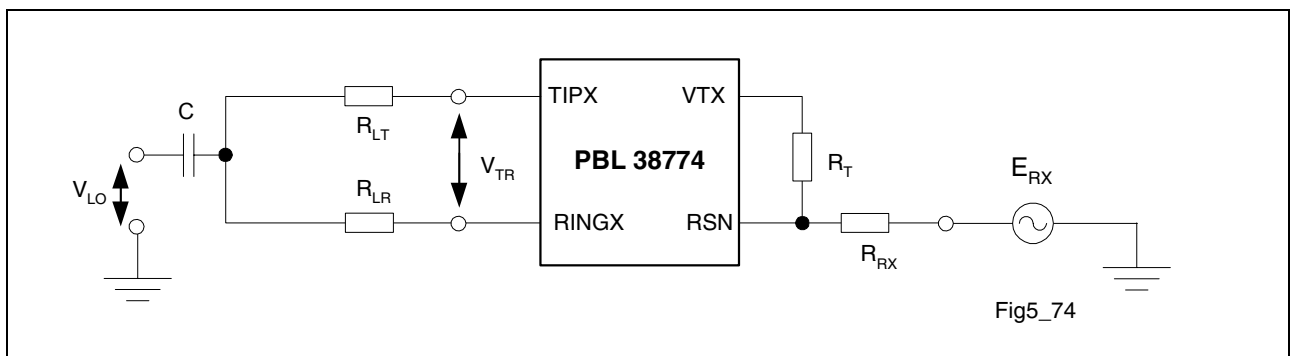 TIPX VTX
C
R_LT
PBL 38774
R_T
E_RX
V_TR
V_LO
R_LR
RINGX RSN
R_RX
Fig5_74